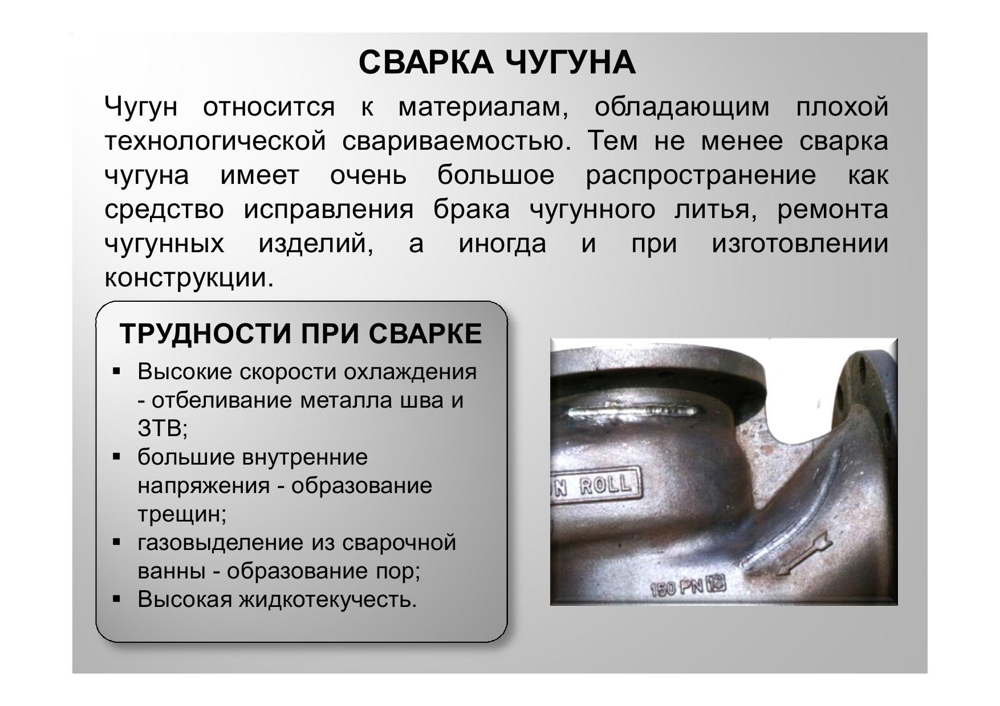 СВАРКА ЧУГУНА
Чугун относится к материалам, обладающим плохой
технологической свариваемостью. Тем не менее сварка
чугуна имеет очень большое распространение как
средство исправления брака чугунного литья, ремонта
чугунных изделий, а иногда и при изготовлении
конструкции.
ТРУДНОСТИ ПРИ СВАРКЕ
▪ Высокие скорости охлаждения
- отбеливание металла шва и
ЗТВ;
▪ большие внутренние
напряжения - образование
трещин;
▪ газовыделение из сварочной
ванны - образование пор;
▪ Высокая жидкотекучесть.
ROLL
150 PN